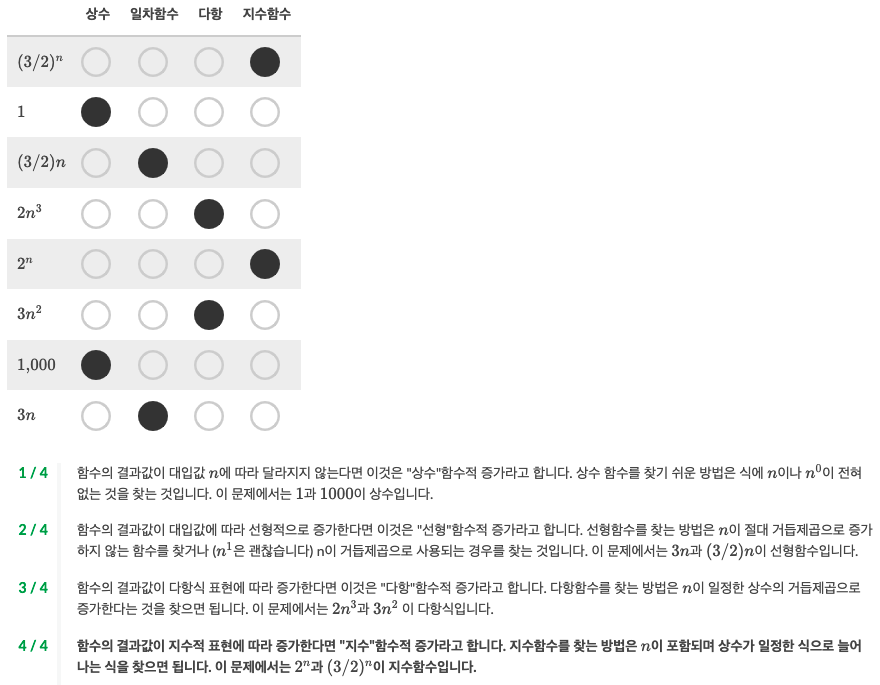 상수 일차함수 다항 지수함수
(3/2)ⁿ
1
(3/2)n
2n³
2ⁿ
3n²
1,000
3n
1 / 4 함수의 결과값이 대입값 n에 따라 달라지지 않는다면 이것은 "상수"함수적 증가라고 합니다. 상수 함수를 찾기 쉬운 방법은 식에 n이나 n⁰이 전혀
없는 것을 찾는 것입니다. 이 문제에서는 1과 1000이 상수입니다.
2 / 4 함수의 결과값이 대입값에 따라 선형적으로 증가한다면 이것은 "선형"함수적 증가라고 합니다. 선형함수를 찾는 방법은 n이 절대 거듭제곱으로 증가
하지 않는 함수를 찾거나 (n¹은 괜찮습니다) n이 거듭제곱으로 사용되는 경우를 찾는 것입니다. 이 문제에서는 3n과 (3/2)n이 선형함수입니다.
3 / 4 함수의 결과값이 다항식 표현에 따라 증가한다면 이것은 "다항"함수적 증가라고 합니다. 다항함수를 찾는 방법은 n이 일정한 상수의 거듭제곱으로
증가한다는 것을 찾으면 됩니다. 이 문제에서는 2n³과 3n² 이 다항식입니다.
4 / 4 함수의 결과값이 지수적 표현에 따라 증가한다면 "지수"함수적 증가라고 합니다. 지수함수를 찾는 방법은 n이 포함되며 상수가 일정한 식으로 늘어
나는 식을 찾으면 됩니다. 이 문제에서는 2ⁿ과 (3/2)ⁿ이 지수함수입니다.